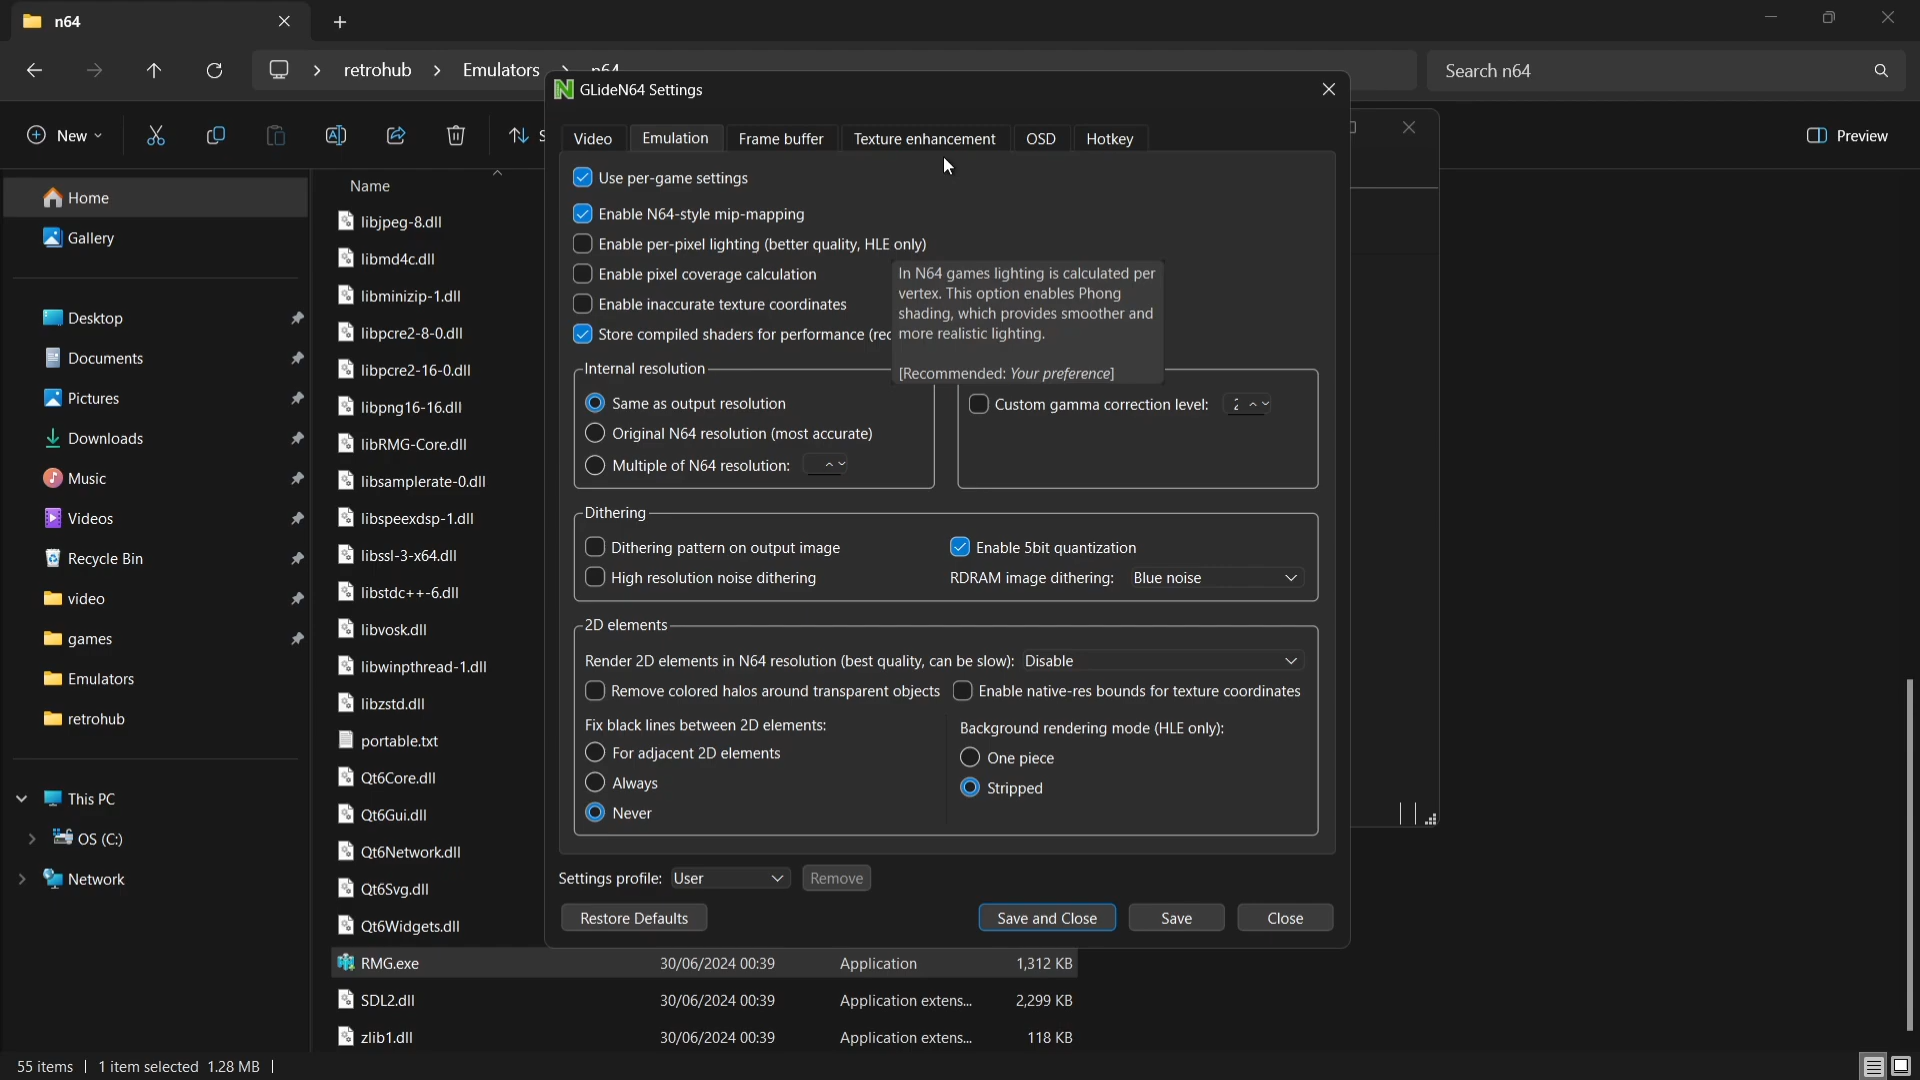 n64
retrohub
Emulators
n64
Search n64
New
S
Preview
GLideN64 Settings
Video
Emulation
Frame buffer
Texture enhancement
OSD
Hotkey
Home
Gallery
Desktop
Documents
Pictures
Downloads
Music
Videos
Recycle Bin
video
games
Emulators
retrohub
This PC
OS (C:)
Network
Name
libjpeg-8.dll
libmd4c.dll
libminizip-1.dll
libpcre2-8-0.dll
libpcre2-16-0.dll
libpng16-16.dll
libRMG-Core.dll
libsamplerate-0.dll
libspeexdsp-1.dll
libssl-3-x64.dll
libstdc++-6.dll
libvosk.dll
libwinpthread-1.dll
libzstd.dll
portable.txt
Qt6Core.dll
Qt6Gui.dll
Qt6Network.dll
Qt6Svg.dll
Qt6Widgets.dll
RMG.exe 30/06/2024 00:39 Application 1,312 KB
SDL2.dll 30/06/2024 00:39 Application extens... 2,299 KB
zlib1.dll 30/06/2024 00:39 Application extens... 118 KB
Use per-game settings
Enable N64-style mip-mapping
Enable per-pixel lighting (better quality, HLE only)
Enable pixel coverage calculation
Enable inaccurate texture coordinates
Store compiled shaders for performance (rec
In N64 games lighting is calculated per
vertex. This option enables Phong
shading, which provides smoother and
more realistic lighting.
[Recommended: Your preference]
Internal resolution
Same as output resolution
Original N64 resolution (most accurate)
Multiple of N64 resolution:
Custom gamma correction level:
Dithering
Dithering pattern on output image
Enable 5bit quantization
High resolution noise dithering
RDRAM image dithering: Blue noise
2D elements
Render 2D elements in N64 resolution (best quality, can be slow): Disable
Remove colored halos around transparent objects
Enable native-res bounds for texture coordinates
Fix black lines between 2D elements:
For adjacent 2D elements
Always
Never
Background rendering mode (HLE only):
One piece
Stripped
Settings profile: User
Remove
Restore Defaults
Save and Close
Save
Close
55 items
1 item selected 1.28 MB